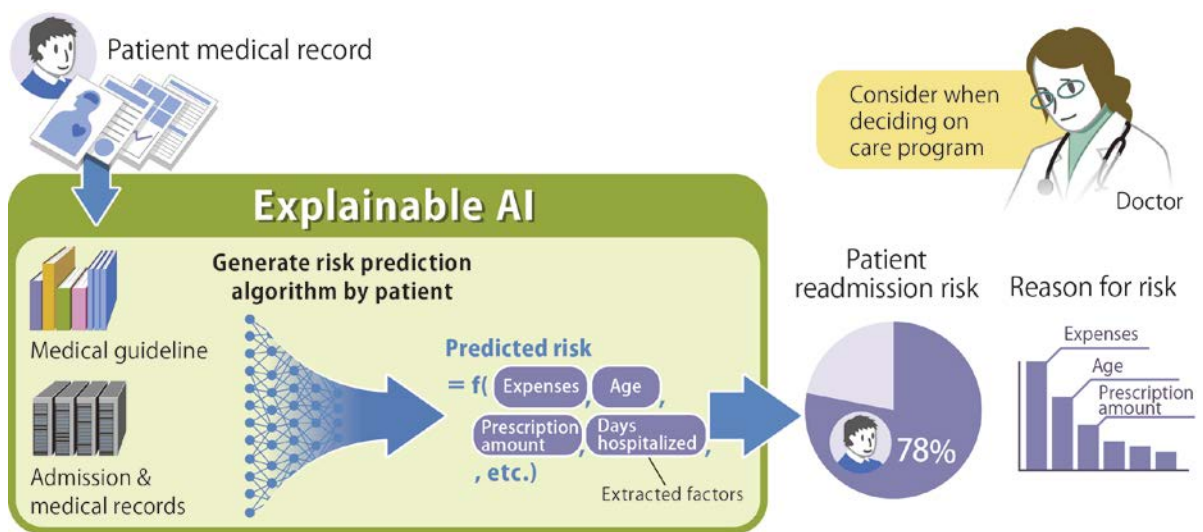 Patient medical record
Consider when
deciding on
care program
Doctor
Explainable AI
Medical guideline
Admission &
medical records
Generate risk prediction
algorithm by patient
Predicted risk
= f( Expenses , Age ,
Prescription
amount , Days
hospitalized ,
, etc.)
Extracted factors
Patient
readmission risk
78%
Reason for risk
Expenses
Age
Prescription
amount